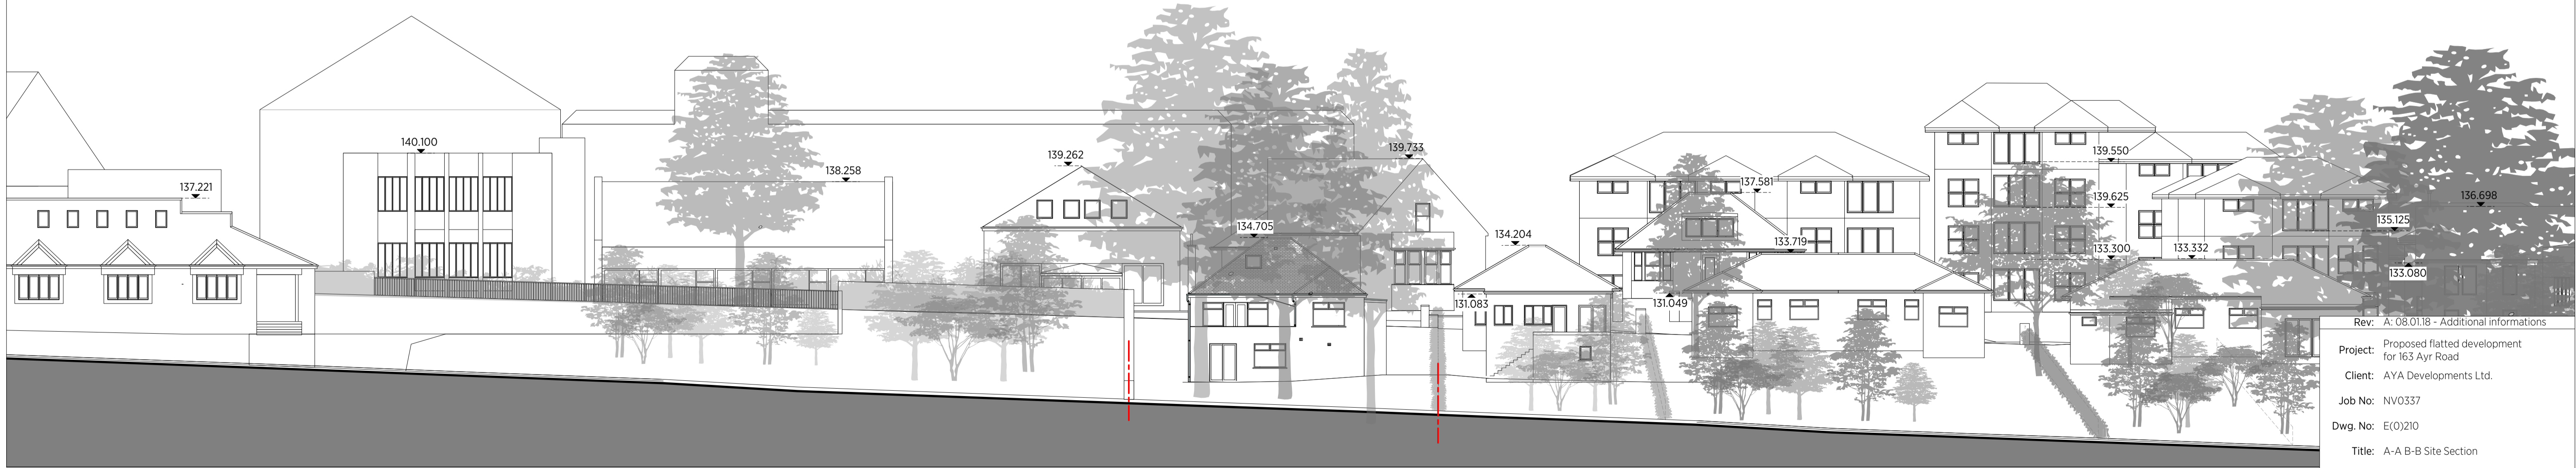 137.221
140.100
138.258
139.262
134.705
139.733
131.083
134.204
131.049
137.581
133.719
139.550
139.625
133.300
133.332
135.125
133.080
136.698
Rev: A: 08.01.18 - Additional informations
Project: Proposed flatted development
for 163 Ayr Road
Client: AYA Developments Ltd.
Job No: NV0337
Dwg. No: E(0)210
Title: A-A B-B Site Section